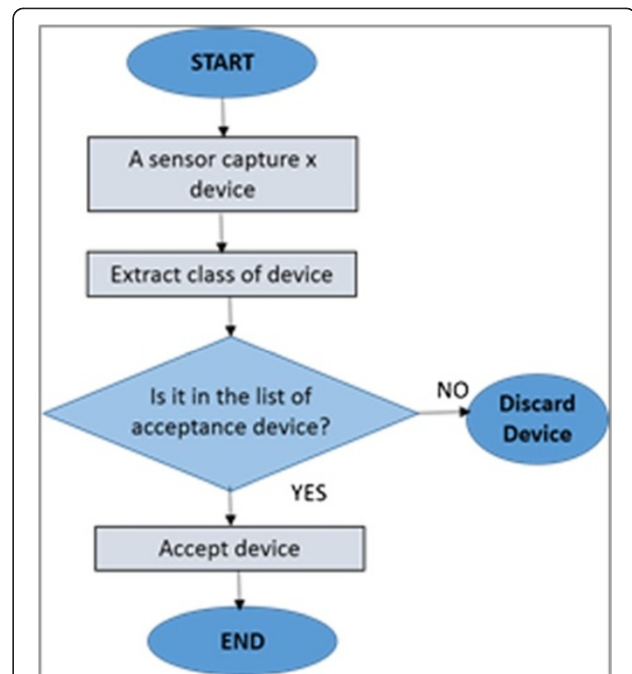 START
A sensor capture x
device
Extract class of device
Is it in the list of
acceptance device?
NO
Discard
Device
YES
Accept device
END